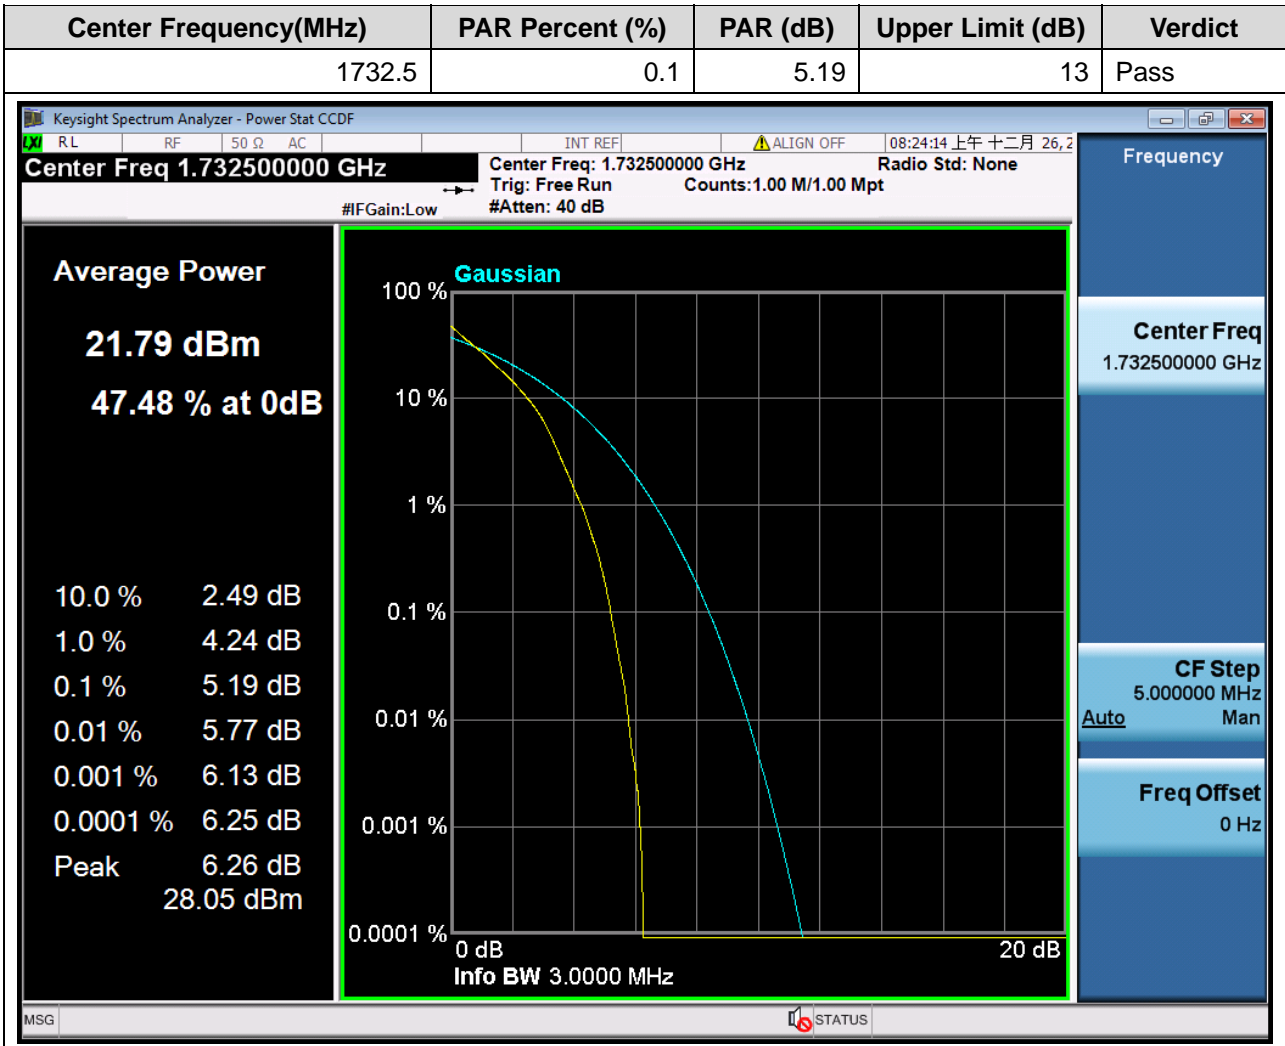 Center Frequency(MHz) PAR Percent (%) PAR (dB) Upper Limit (dB) Verdict
1732.5 0.1 5.19 13 Pass
Keysight Spectrum Analyzer - Power Stat CCDF
LXI RL RF 50 Ω AC INT REF ALIGN OFF 08:24:14 上午 十二月 26, 2
Center Freq 1.732500000 GHz
Center Freq: 1.732500000 GHz Radio Std: None
Trig: Free Run Counts:1.00 M/1.00 Mpt
#IFGain:Low #Atten: 40 dB
Average Power
21.79 dBm
47.48 % at 0dB
10.0 % 2.49 dB
1.0 % 4.24 dB
0.1 % 5.19 dB
0.01 % 5.77 dB
0.001 % 6.13 dB
0.0001 % 6.25 dB
Peak 6.26 dB
28.05 dBm
Gaussian
100 %
10 %
1 %
0.1 %
0.01 %
0.001 %
0.0001 %
0 dB 20 dB
Info BW 3.0000 MHz
Frequency
Center Freq
1.732500000 GHz
CF Step
5.000000 MHz
Auto Man
Freq Offset
0 Hz
MSG STATUS